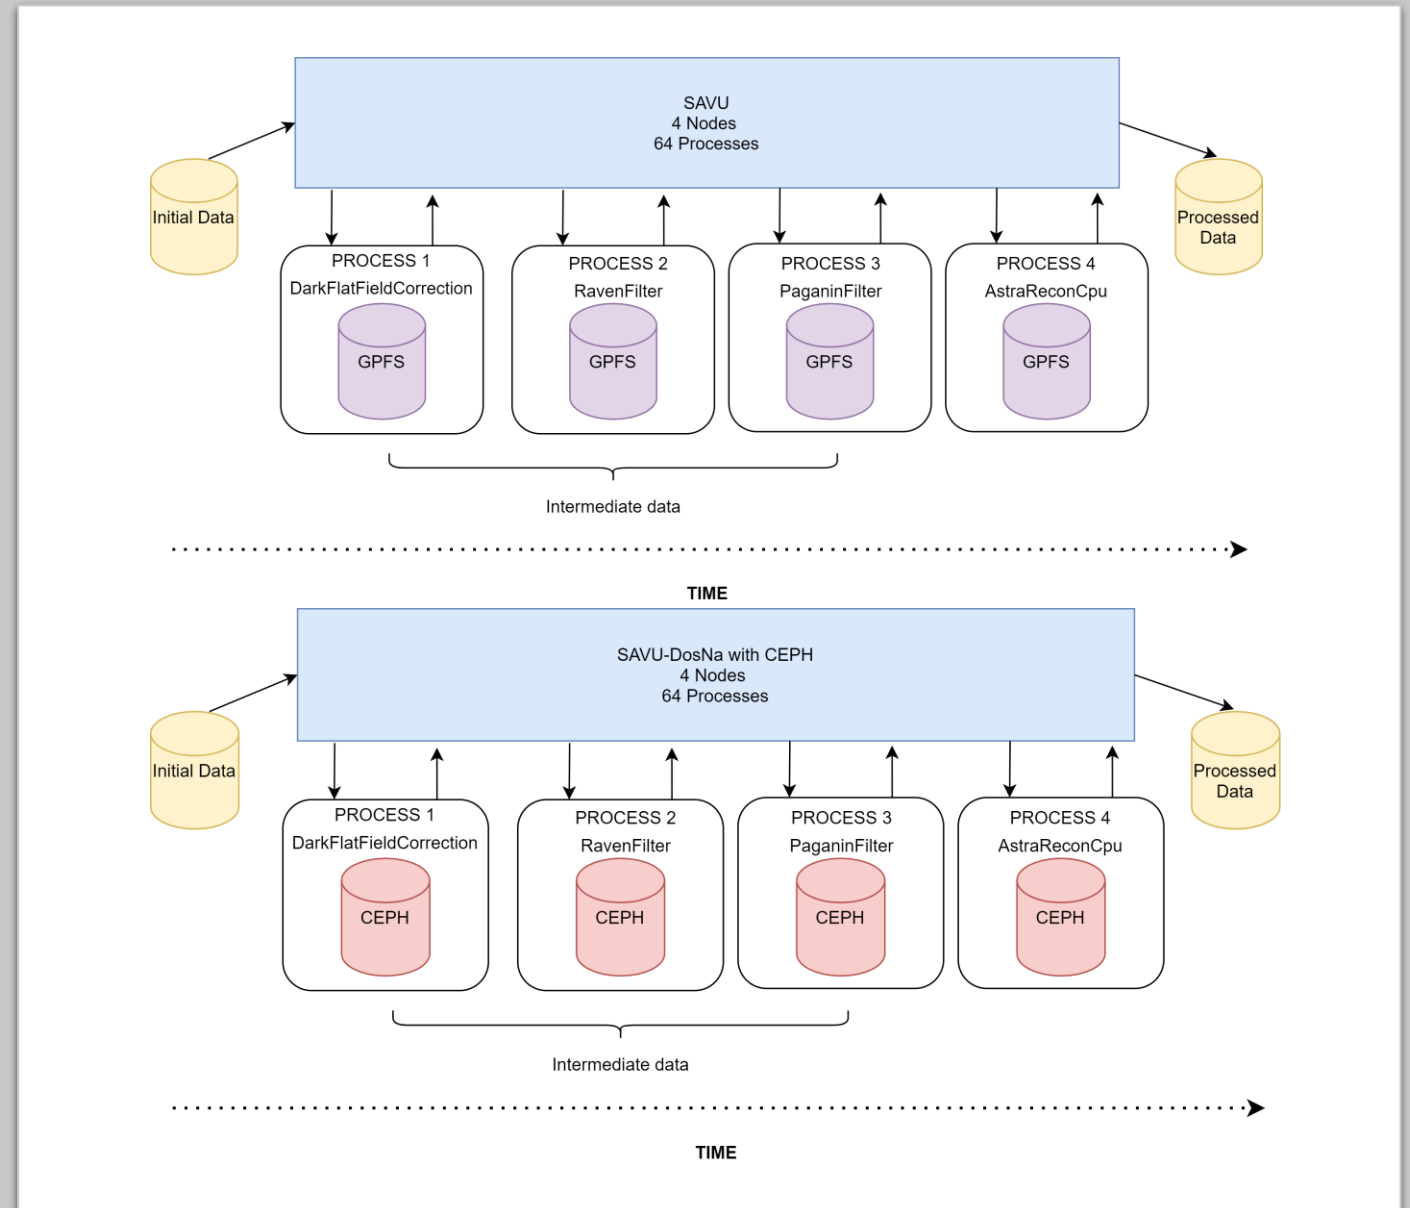 SAVU
4 Nodes
64 Processes
Initial Data
Processed
Data
PROCESS 1
DarkFlatFieldCorrection
GPFS
PROCESS 2
RavenFilter
GPFS
PROCESS 3
PaganinFilter
GPFS
PROCESS 4
AstraReconCpu
GPFS
Intermediate data
TIME
SAVU-DosNa with CEPH
4 Nodes
64 Processes
Initial Data
Processed
Data
PROCESS 1
DarkFlatFieldCorrection
CEPH
PROCESS 2
RavenFilter
CEPH
PROCESS 3
PaganinFilter
CEPH
PROCESS 4
AstraReconCpu
CEPH
Intermediate data
TIME